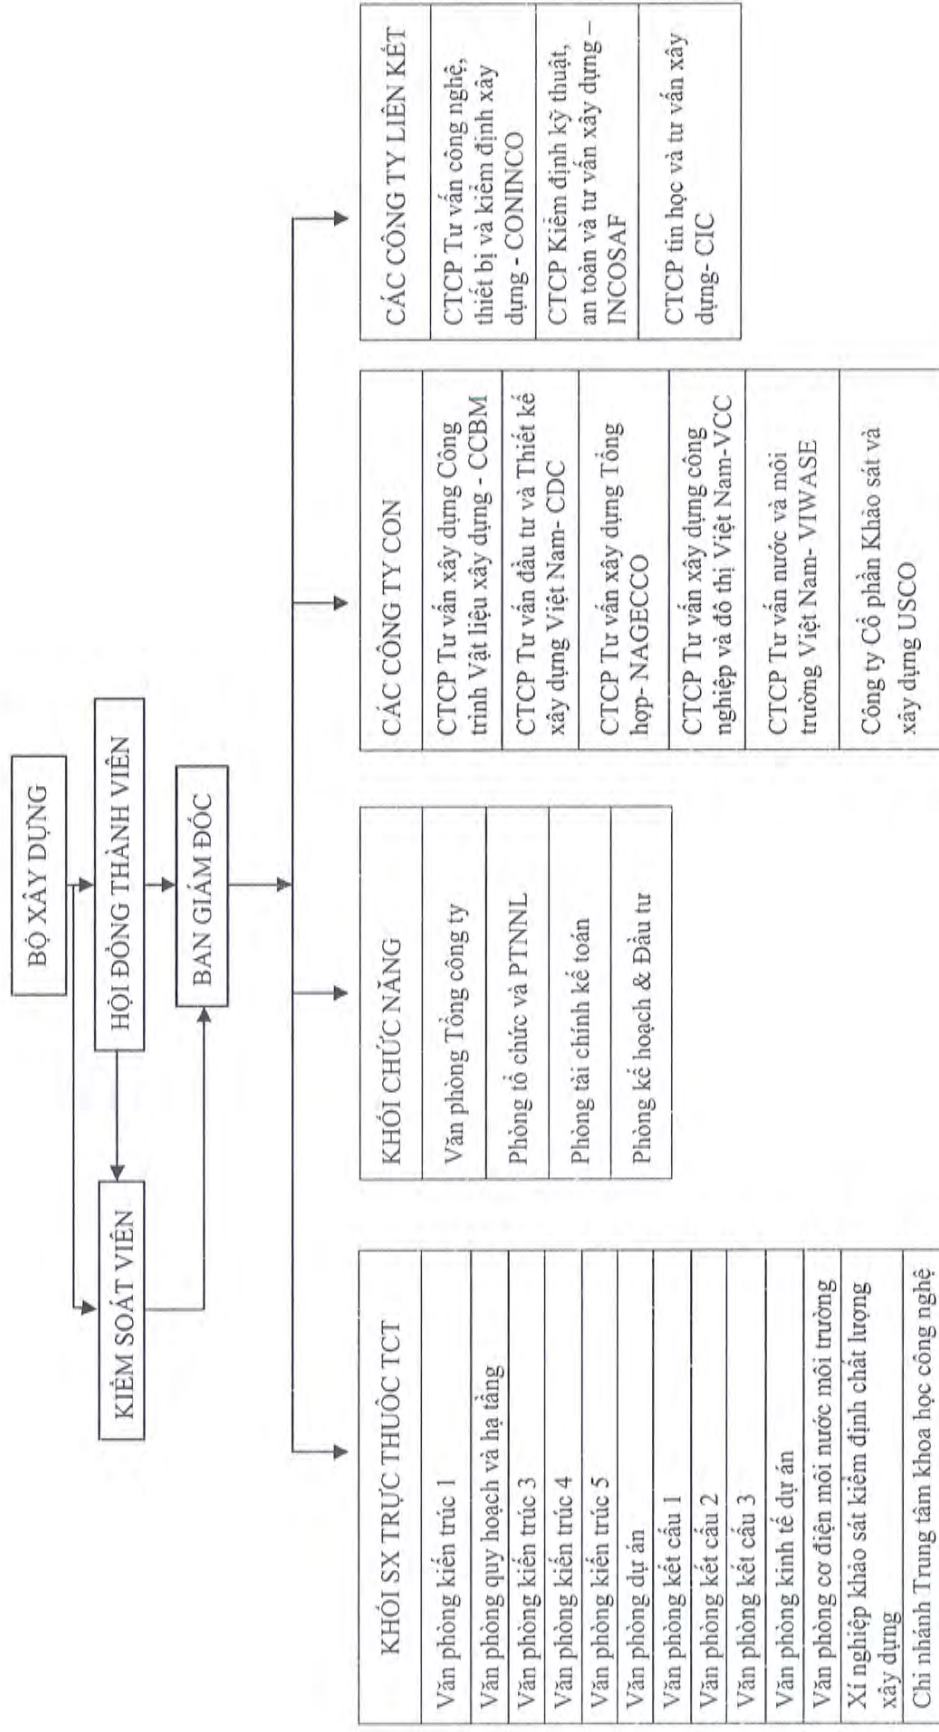 BỘ XÂY DỰNG
HỘI ĐỒNG THÀNH VIÊN
KIỂM SOÁT VIÊN
BAN GIÁM ĐỐC
KHỐI SX TRỰC THUỘC TCT
Văn phòng kiến trúc 1
Văn phòng quy hoạch và hạ tầng
Văn phòng kiến trúc 3
Văn phòng kiến trúc 4
Văn phòng kiến trúc 5
Văn phòng dự án
Văn phòng kết cấu 1
Văn phòng kết cấu 2
Văn phòng kết cấu 3
Văn phòng kinh tế dự án
Văn phòng cơ điện môi nước môi trường
Xí nghiệp khảo sát kiểm định chất lượng
xây dựng
Chi nhánh Trung tâm khoa học công nghệ
KHỐI CHỨC NĂNG
Văn phòng Tổng công ty
Phòng tổ chức và PTNNL
Phòng tài chính kế toán
Phòng kế hoạch & Đầu tư
CÁC CÔNG TY CON
CTCP Tư vấn xây dựng Công
trình Vật liệu xây dựng - CCBM
CTCP Tư vấn đầu tư và Thiết kế
xây dựng Việt Nam- CDC
CTCP Tư vấn xây dựng Tổng
hợp- NAGECCO
CTCP Tư vấn xây dựng công
nghiệp và đô thị Việt Nam-VCC
CTCP Tư vấn nước và môi
trường Việt Nam- VIWASE
Công ty Cổ phần Khảo sát và
xây dựng USCO
CÁC CÔNG TY LIÊN KẾT
CTCP Tư vấn công nghệ,
thiết bị và kiểm định xây
dựng - CONINCO
CTCP Kiểm định kỹ thuật,
an toàn và tư vấn xây dựng –
INCOSAF
CTCP tin học và tư vấn xây
dựng- CIC